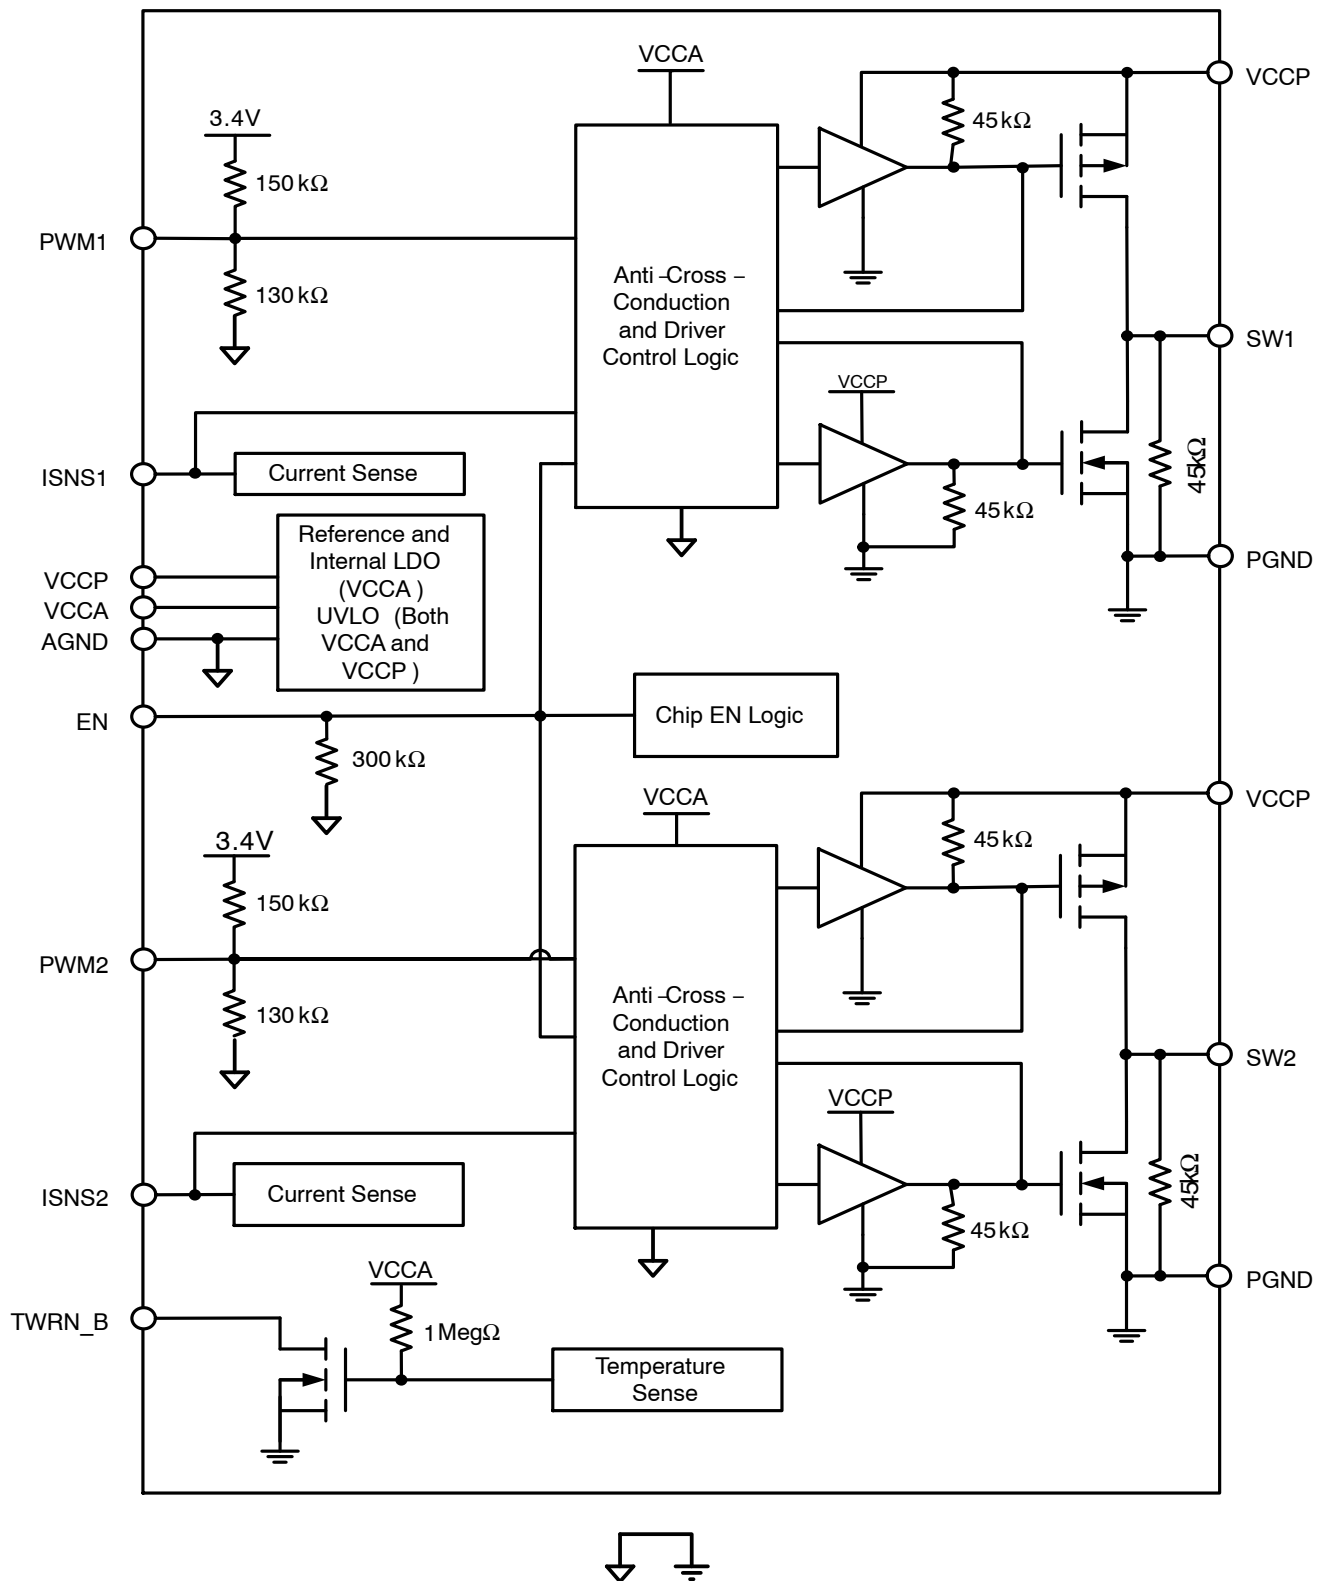 VCCA
VCCP
3.4V
45kΩ
150kΩ
PWM1
130kΩ
Anti–Cross–
Conduction
and Driver
Control Logic
SW1
VCCP
ISNS1
Current Sense
45kΩ
45kΩ
Reference and
Internal LDO
(VCCA)
UVLO (Both
VCCA and
VCCP)
VCCP
VCCA
AGND
PGND
EN
Chip EN Logic
300kΩ
VCCA
VCCP
3.4V
45kΩ
150kΩ
PWM2
130kΩ
Anti–Cross–
Conduction
and Driver
Control Logic
SW2
VCCP
ISNS2
Current Sense
45kΩ
45kΩ
VCCA
PGND
TWRN_B
1MegΩ
Temperature
Sense